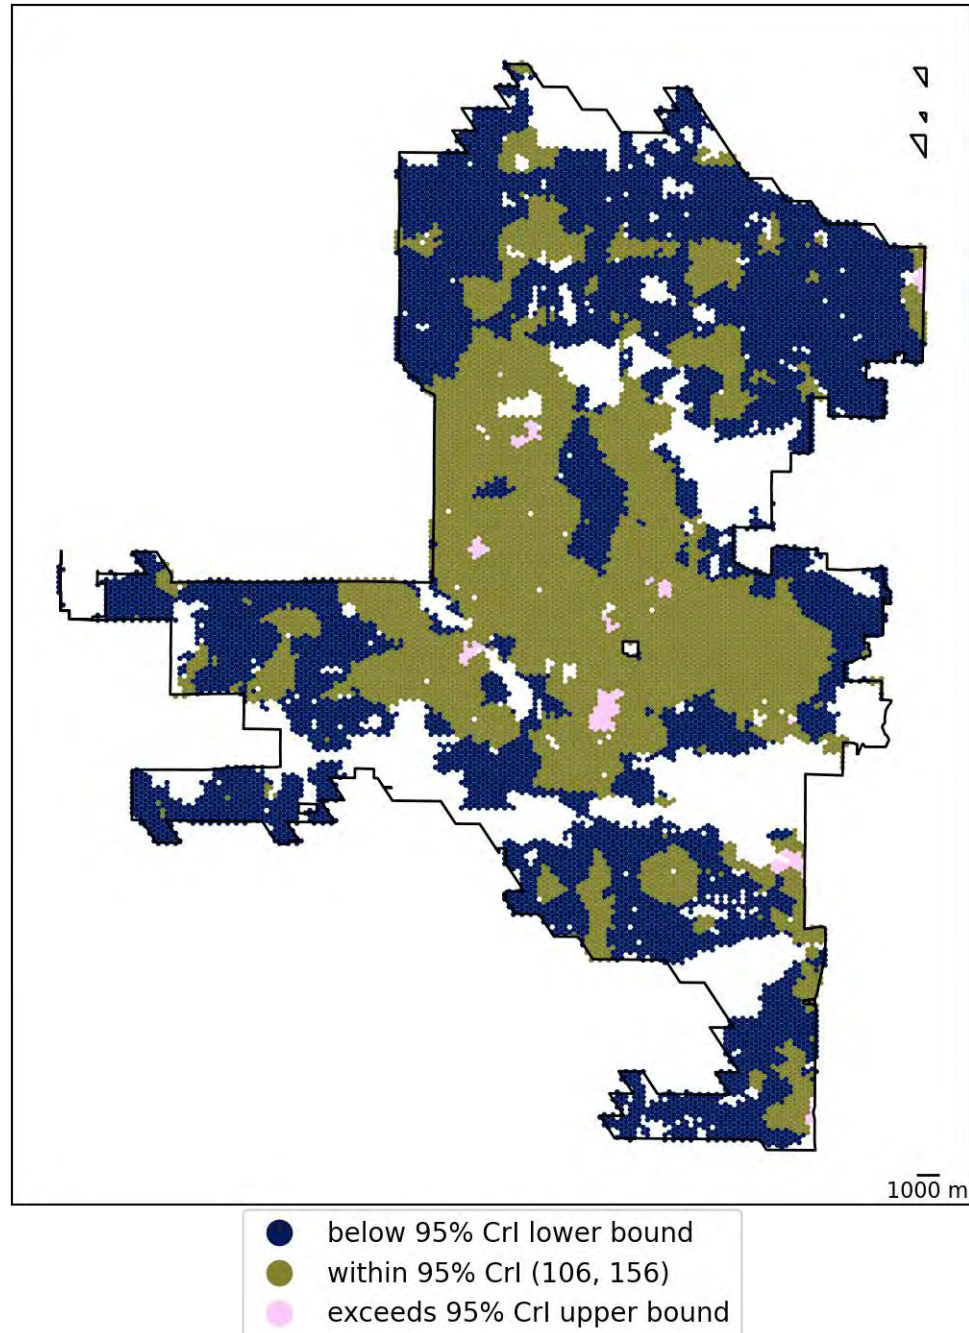 1000 m
below 95% CrI lower bound
within 95% CrI (106, 156)
exceeds 95% CrI upper bound